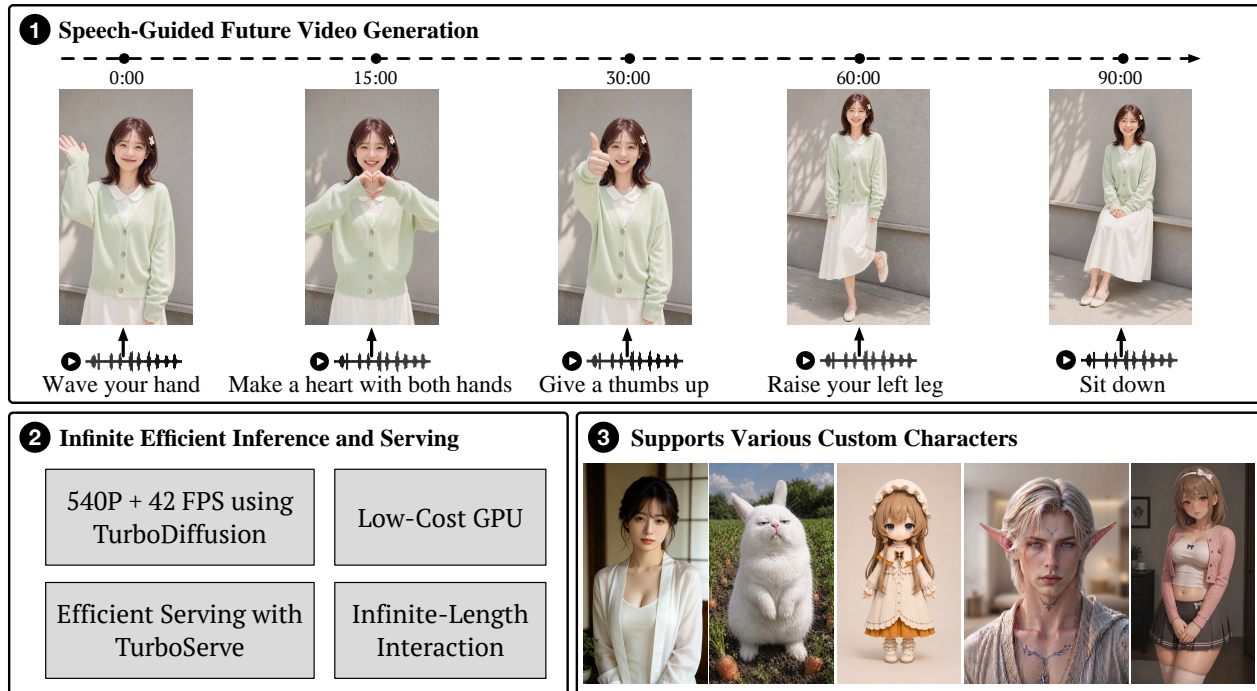 1 Speech-Guided Future Video Generation
0:00 15:00 30:00 60:00 90:00
Wave your hand Make a heart with both hands Give a thumbs up Raise your left leg Sit down
2 Infinite Efficient Inference and Serving
540P + 42 FPS using
TurboDiffusion
Low-Cost GPU
Efficient Serving with
TurboServe
Infinite-Length
Interaction
3 Supports Various Custom Characters